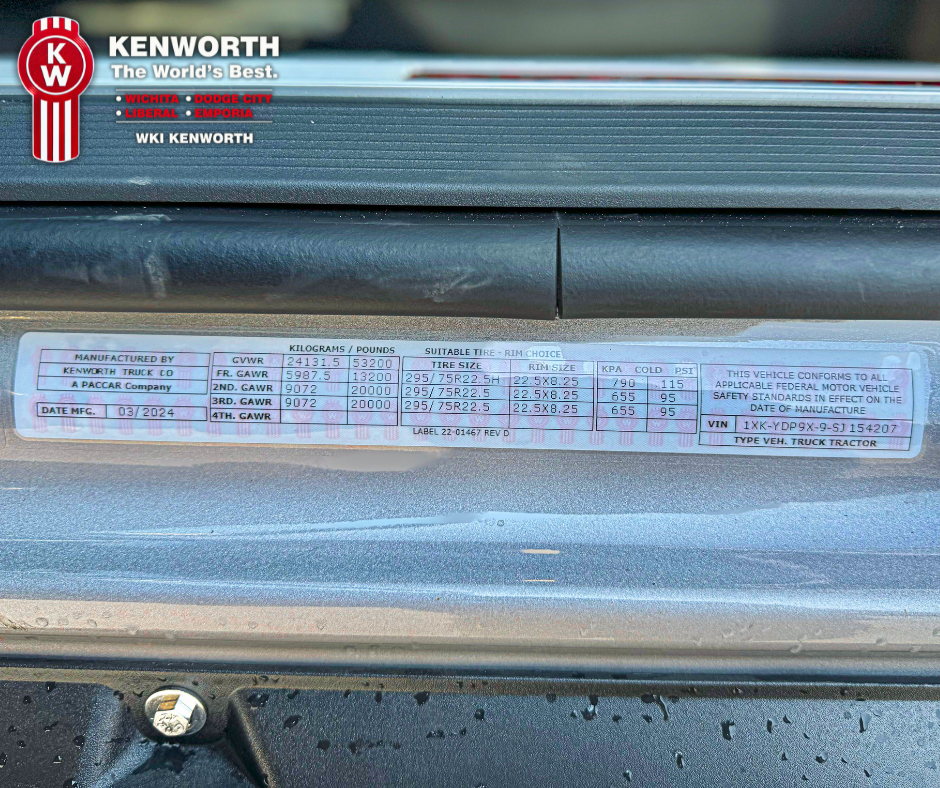 KW
KENWORTH
The World's Best.
• WICHITA • DODGE CITY
• LIBERAL • EMPORIA
WKI KENWORTH
MANUFACTURED BY
KENWORTH TRUCK CO
A PACCAR Company
DATE MFG. 03/2024
KILOGRAMS / POUNDS
GVWR 24131.5 53200
FR. GAWR 5987.5 13200
2ND. GAWR 9072 20000
3RD. GAWR 9072 20000
4TH. GAWR
SUITABLE TIRE - RIM CHOICE
TIRE SIZE RIM SIZE KPA COLD PSI
295/75R22.5H 22.5X8.25 790 115
295/75R22.5 22.5X8.25 655 95
295/75R22.5 22.5X8.25 655 95
LABEL 22-01467 REV D
THIS VEHICLE CONFORMS TO ALL
APPLICABLE FEDERAL MOTOR VEHICLE
SAFETY STANDARDS IN EFFECT ON THE
DATE OF MANUFACTURE
VIN 1XK-YDP9X-9-SJ 154207
TYPE VEH. TRUCK TRACTOR